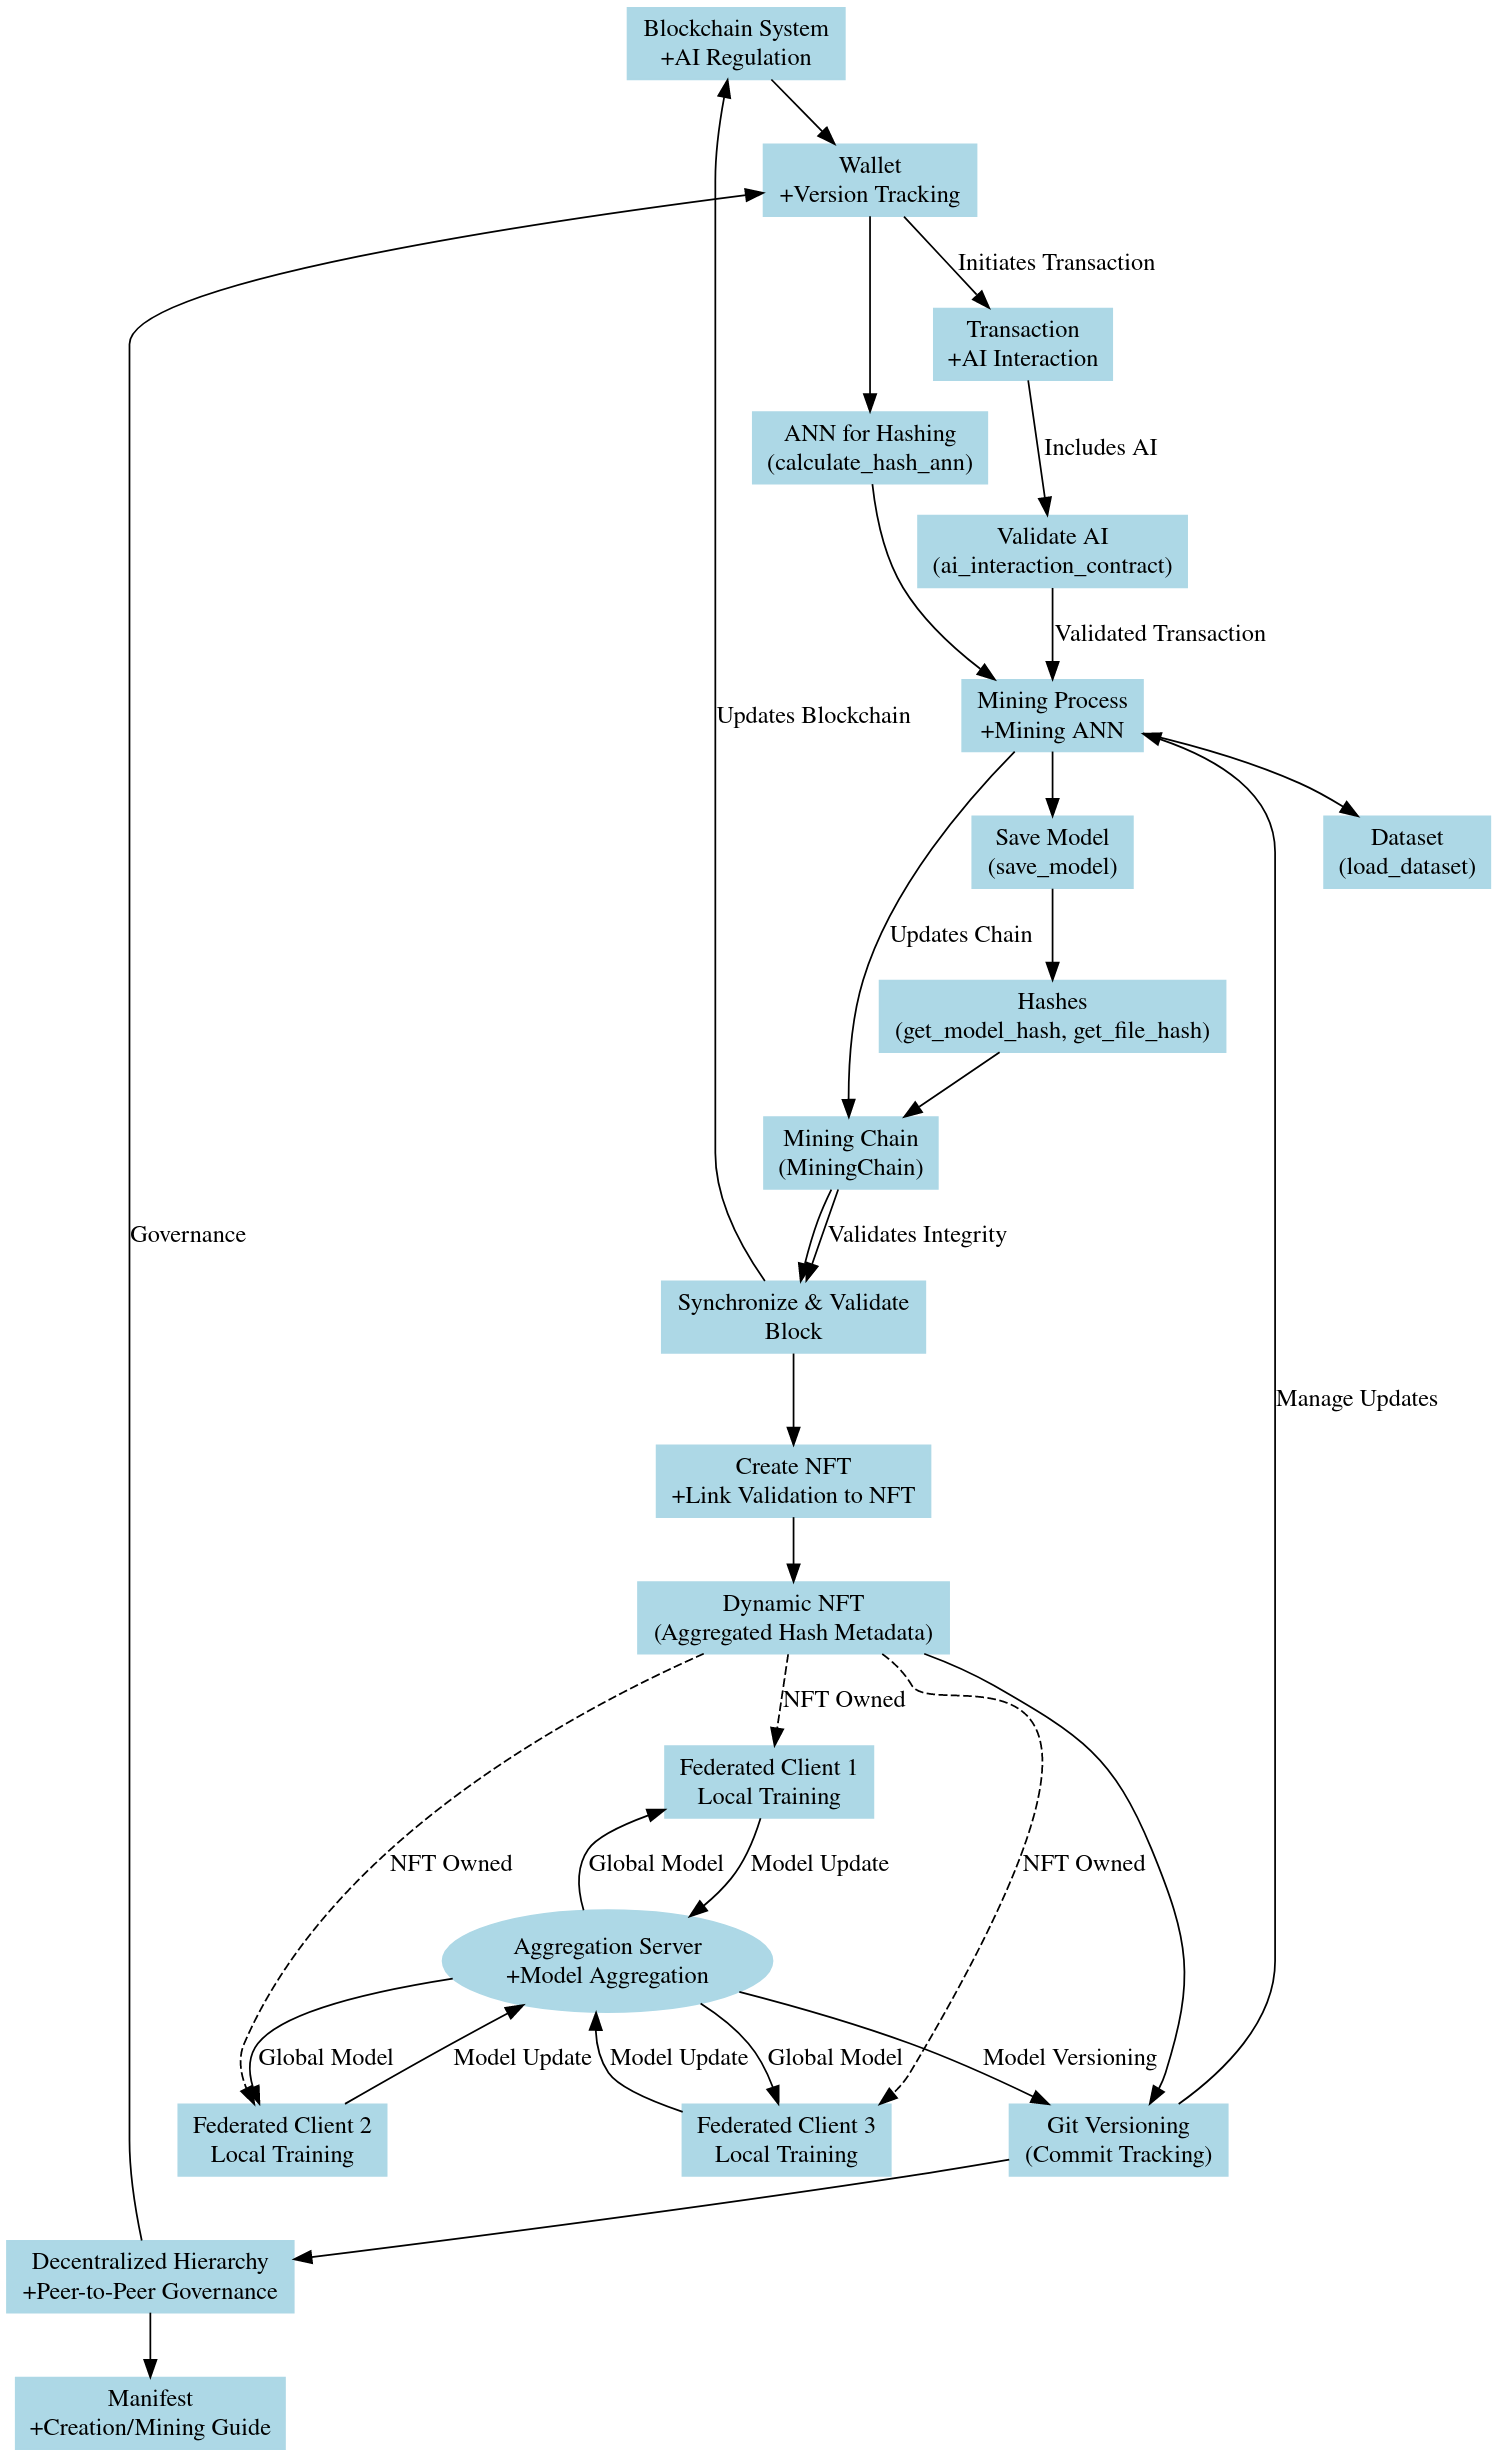 Blockchain System
+AI Regulation
Wallet
+Version Tracking
Initiates Transaction
Transaction
+AI Interaction
ANN for Hashing
(calculate_hash_ann)
Includes AI
Validate AI
(ai_interaction_contract)
Validated Transaction
Mining Process
+Mining ANN
Updates Blockchain
Save Model
(save_model)
Dataset
(load_dataset)
Updates Chain
Hashes
(get_model_hash, get_file_hash)
Mining Chain
(MiningChain)
Governance
Validates Integrity
Synchronize & Validate
Block
Manage Updates
Create NFT
+Link Validation to NFT
Dynamic NFT
(Aggregated Hash Metadata)
NFT Owned
Federated Client 1
Local Training
NFT Owned
Global Model
Model Update
NFT Owned
Aggregation Server
+Model Aggregation
Global Model
Model Update
Model Update
Global Model
Model Versioning
Federated Client 2
Local Training
Federated Client 3
Local Training
Git Versioning
(Commit Tracking)
Decentralized Hierarchy
+Peer-to-Peer Governance
Manifest
+Creation/Mining Guide